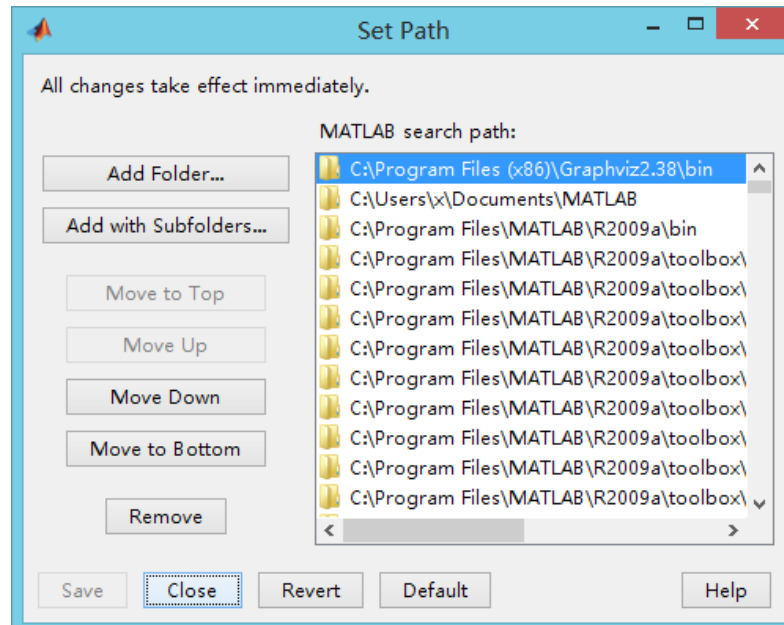 Set Path
All changes take effect immediately.
MATLAB search path:
Add Folder...
Add with Subfolders...
Move to Top
Move Up
Move Down
Move to Bottom
Remove
C:\Program Files (x86)\Graphviz2.38\bin
C:\Users\x\Documents\MATLAB
C:\Program Files\MATLAB\R2009a\bin
C:\Program Files\MATLAB\R2009a\toolbox\
C:\Program Files\MATLAB\R2009a\toolbox\
C:\Program Files\MATLAB\R2009a\toolbox\
C:\Program Files\MATLAB\R2009a\toolbox\
C:\Program Files\MATLAB\R2009a\toolbox\
C:\Program Files\MATLAB\R2009a\toolbox\
C:\Program Files\MATLAB\R2009a\toolbox\
C:\Program Files\MATLAB\R2009a\toolbox\
C:\Program Files\MATLAB\R2009a\toolbox\
Save
Close
Revert
Default
Help